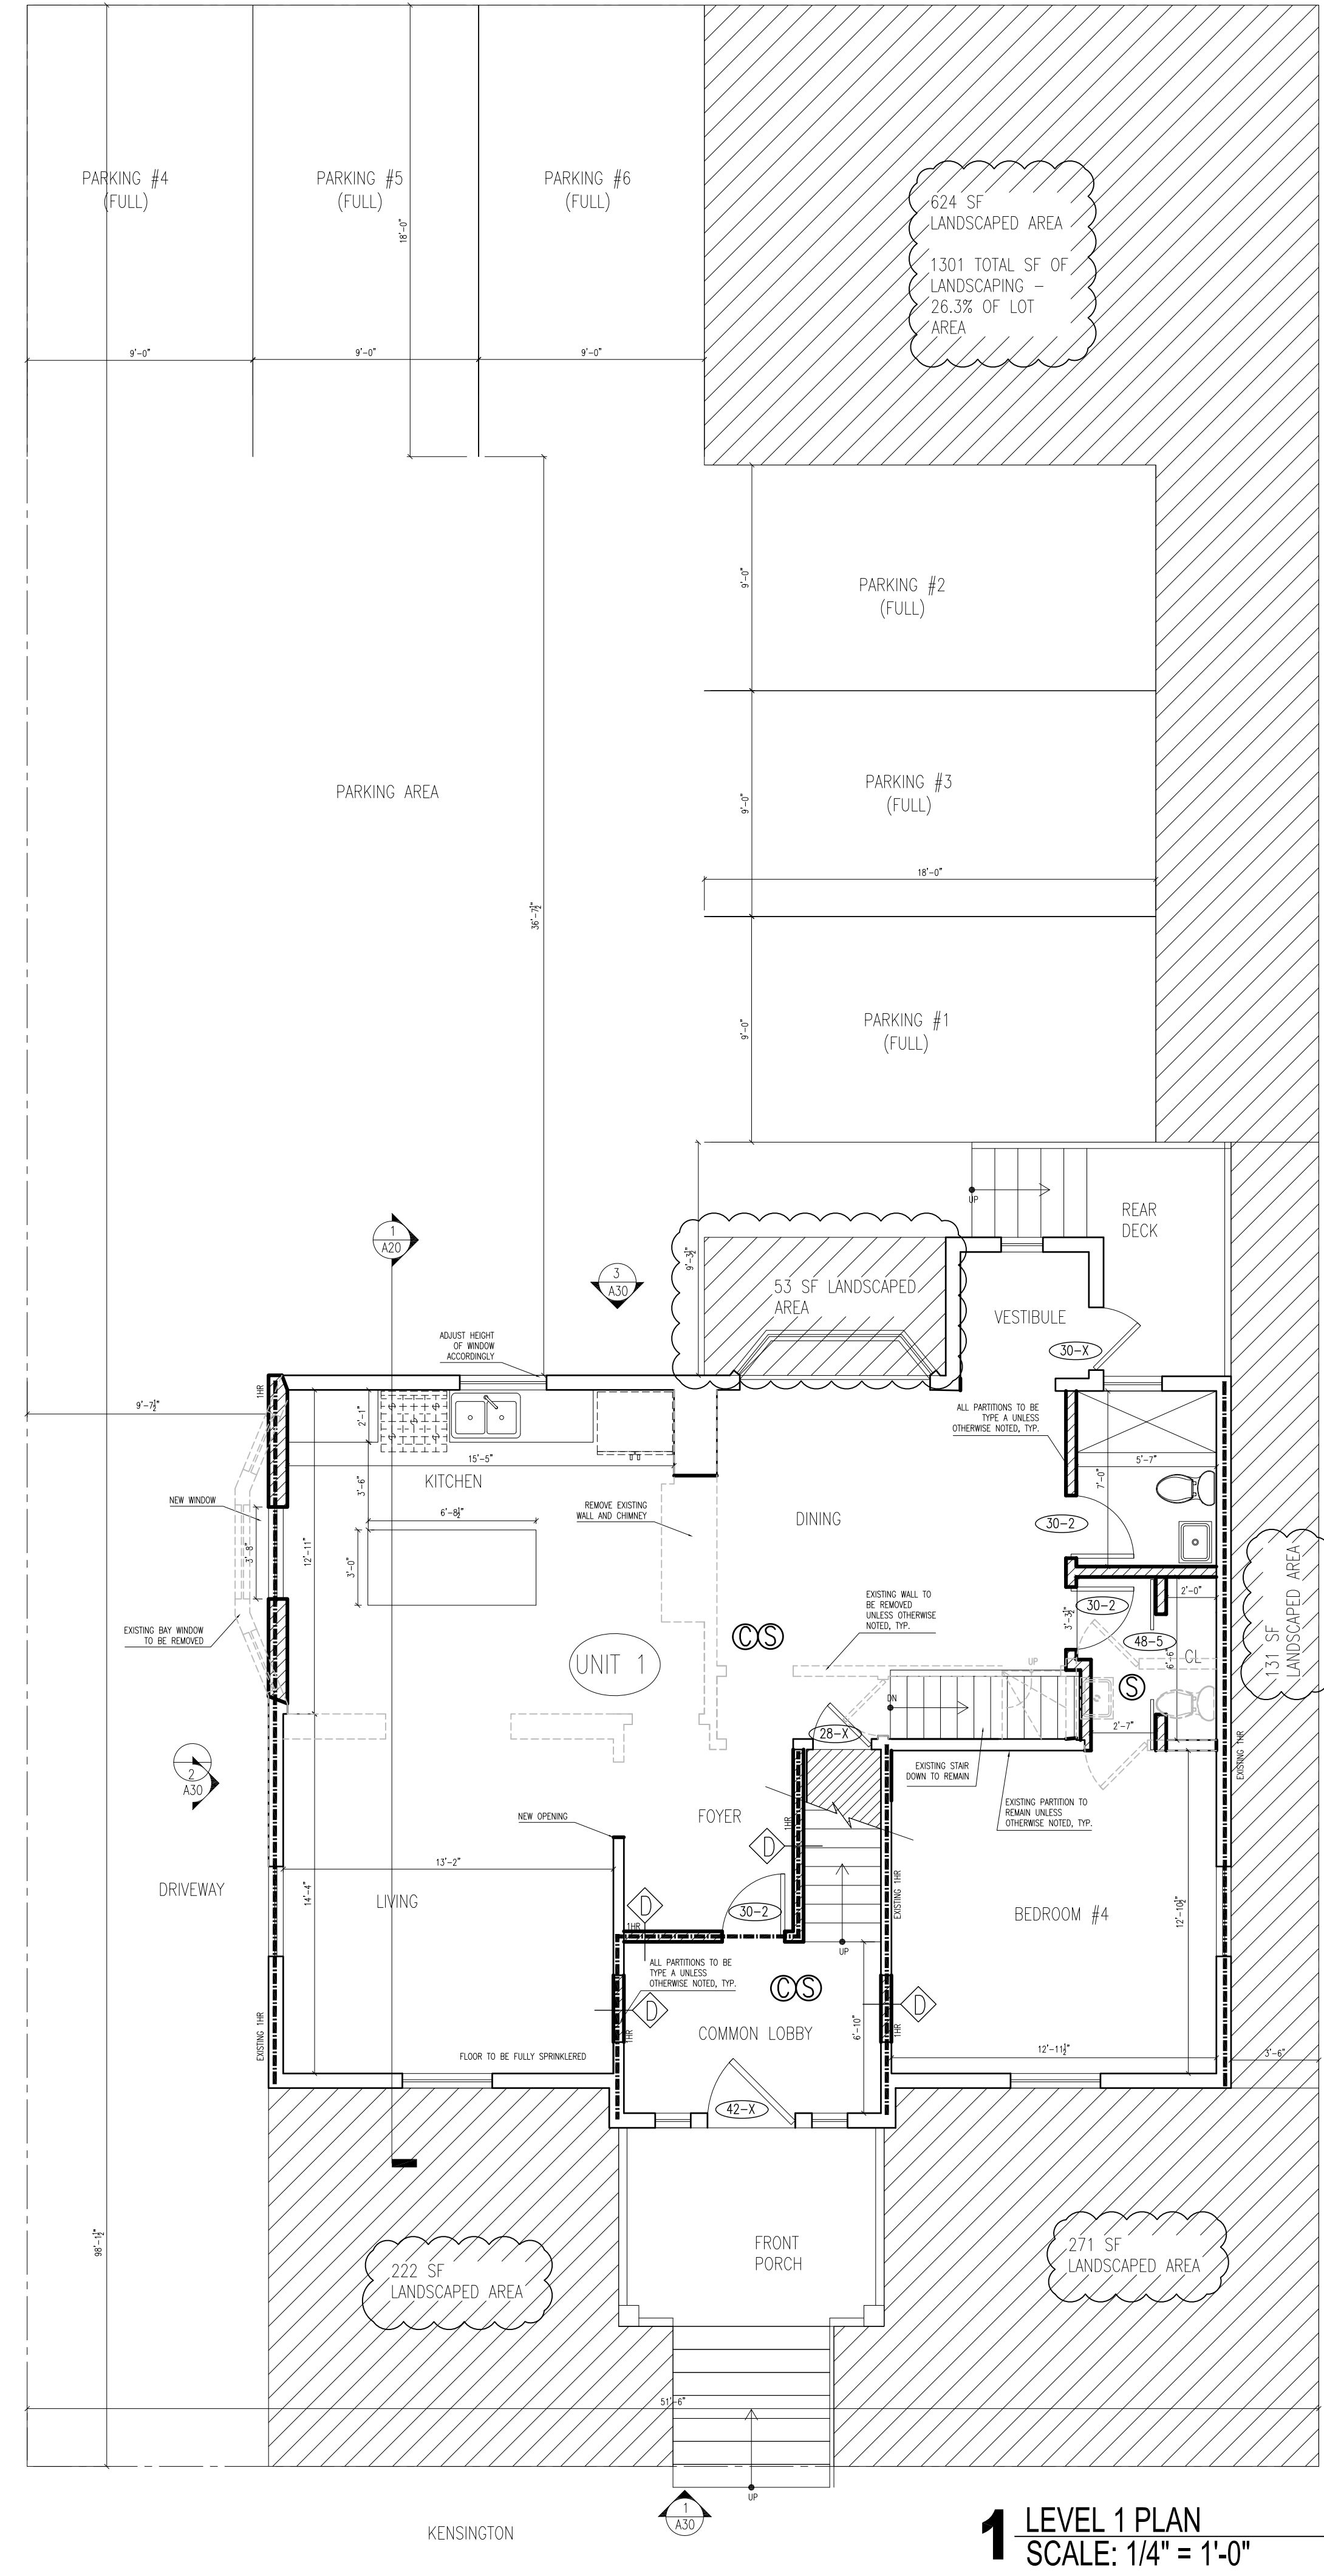 PARKING #4
(FULL)
PARKING #5
(FULL)
PARKING #6
(FULL)
18'-0"
624 SF
LANDSCAPED AREA
1301 TOTAL SF OF
LANDSCAPING –
26.3% OF LOT
AREA
9'-0"
9'-0"
9'-0"
9'-0"
PARKING #2
(FULL)
PARKING AREA
9'-0"
PARKING #3
(FULL)
18'-0"
36'-7½"
9'-0"
PARKING #1
(FULL)
UP
REAR
DECK
1
A20
3
A30
9'-3½"
53 SF LANDSCAPED
AREA
VESTIBULE
30-X
ADJUST HEIGHT
OF WINDOW
ACCORDINGLY
1HR
9'-7½"
2'-1"
15'-5"
KITCHEN
3'-6"
6'-8½"
ALL PARTITIONS TO BE
TYPE A UNLESS
OTHERWISE NOTED, TYP.
5'-7"
7'-0"
NEW WINDOW
3'-8"
12'-11"
3'-0"
REMOVE EXISTING
WALL AND CHIMNEY
DINING
30-2
EXISTING BAY WINDOW
TO BE REMOVED
EXISTING WALL TO
BE REMOVED
UNLESS OTHERWISE
NOTED, TYP.
30-2
2'-0"
3'-3½"
48-5
6'-6"
CL
131 SF
LANDSCAPED AREA
C S
UNIT 1
UP
DN
S
2'-7"
28-X
EXISTING 1HR
2
A30
EXISTING STAIR
DOWN TO REMAIN
EXISTING PARTITION TO
REMAIN UNLESS
OTHERWISE NOTED, TYP.
NEW OPENING
FOYER
1HR
D
13'-2"
DRIVEWAY
14'-4"
LIVING
D
30-2
1HR
EXISTING 1HR
BEDROOM #4
12'-10½"
UP
ALL PARTITIONS TO BE
TYPE A UNLESS
OTHERWISE NOTED, TYP.
C S
D
D
1HR
1HR
COMMON LOBBY
6'-10"
EXISTING 1HR
FLOOR TO BE FULLY SPRINKLERED
12'-11½"
3'-6"
42-X
98'-1½"
FRONT
PORCH
222 SF
LANDSCAPED AREA
271 SF
LANDSCAPED AREA
51'-6"
UP
1
A30
KENSINGTON
1 LEVEL 1 PLAN
SCALE: 1/4" = 1'-0"